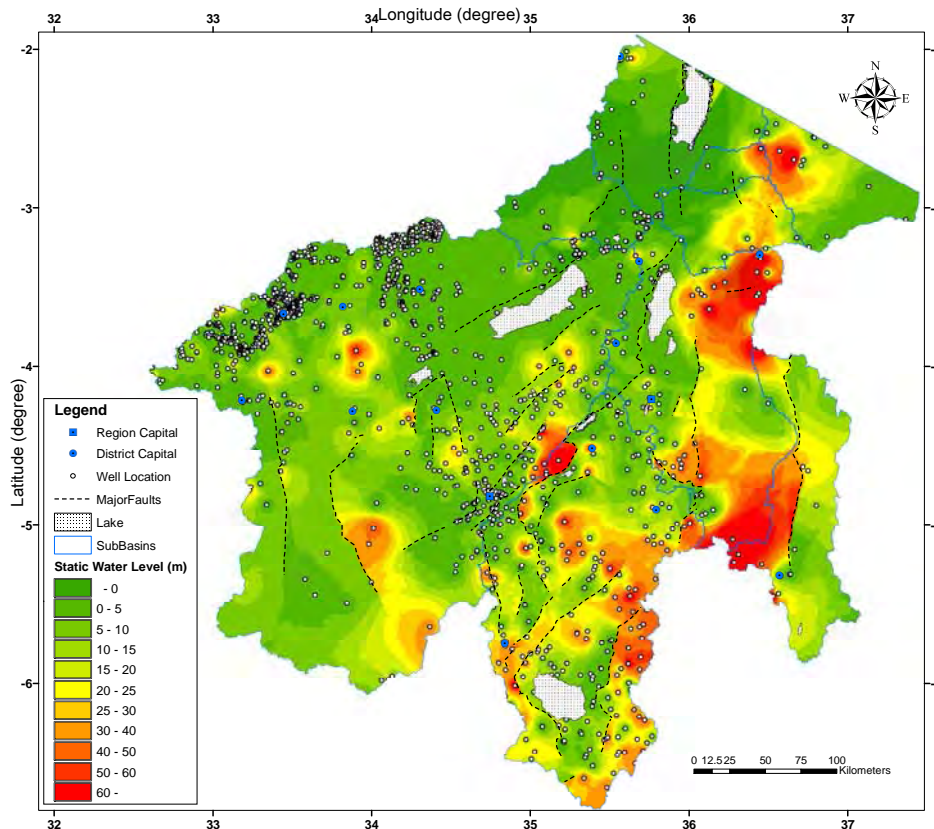 Longitude (degree)
32 33 34 35 36 37
-2
-3
-4
-5
-6
Latitude (degree)
N
W E
S
Legend
Region Capital
District Capital
Well Location
MajorFaults
Lake
SubBasins
Static Water Level (m)
- 0
0 - 5
5 - 10
10 - 15
15 - 20
20 - 25
25 - 30
30 - 40
40 - 50
50 - 60
60 -
0 12.525 50 75 100
Kilometers
32 33 34 35 36 37